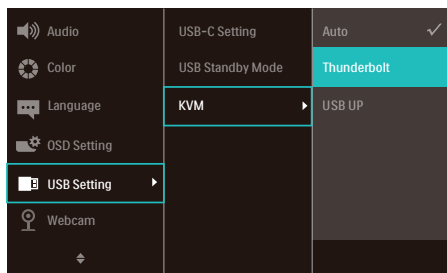 Audio
Color
Language
OSD Setting
USB Setting
Webcam
USB-C Setting
USB Standby Mode
KVM
Auto
Thunderbolt
USB UP